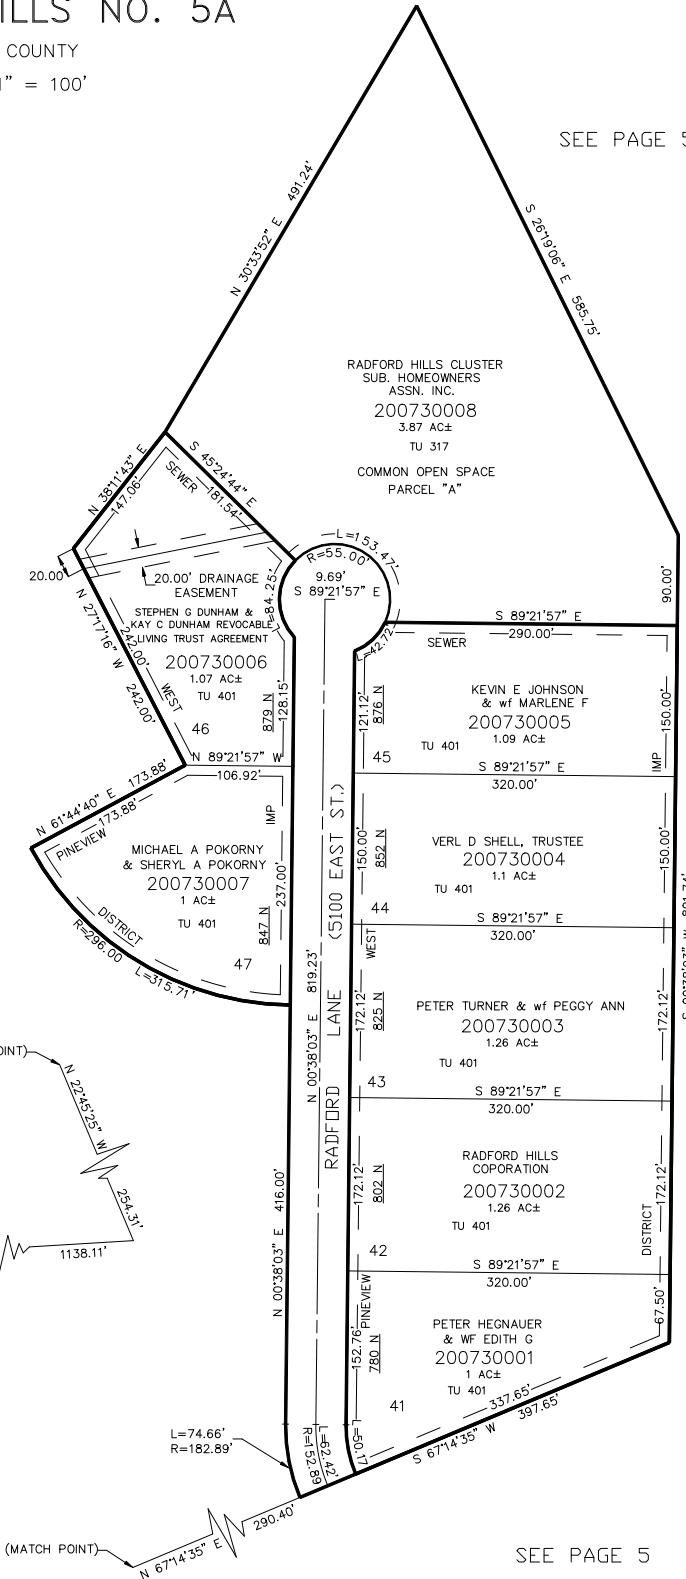 ILLS NO. 5A
COUNTY
1" = 100'
SEE PAGE 5
N 30°33'52" E 491.24'
S 26°19'06" E 585.75'
RADFORD HILLS CLUSTER
SUB. HOMEOWNERS
ASSN. INC.
200730008
3.87 AC±
TU 317
COMMON OPEN SPACE
PARCEL "A"
N 38°11'43" E
147.06'
SEWER
S 45°24'44" E
181.54'
L=153.47'
R=55.00'
9.69'
S 89°21'57" E
L=84.25'
L=42.72'
20.00'
20.00' DRAINAGE
EASEMENT
N 27°17'16" W 242.00'
242.00'
WEST
STEPHEN G DUNHAM &
KAY C DUNHAM REVOCABLE
LIVING TRUST AGREEMENT
200730006
1.07 AC±
TU 401
46
879 N
128.15'
N 89°21'57" W
106.92'
90.00'
S 89°21'57" E
290.00'
SEWER
121.12'
876 N
KEVIN E JOHNSON
& wf MARLENE F
200730005
1.09 AC±
TU 401
45
150.00'
IMP
S 89°21'57" E
320.00'
N 61°44'40" E 173.88'
173.88'
PINEVIEW
IMP
MICHAEL A POKORNY
& SHERYL A POKORNY
200730007
1 AC±
TU 401
237.00'
847 N
47
DISTRICT
R=296.00
L=315.71'
RADFORD LANE (5100 EAST ST.)
N 00°38'03" E 819.23'
VERL D SHELL, TRUSTEE
200730004
1.1 AC±
TU 401
150.00'
852 N
150.00'
44
S 89°21'57" E
320.00'
WEST
172.12'
825 N
PETER TURNER & wf PEGGY ANN
200730003
1.26 AC±
TU 401
172.12'
43
S 89°21'57" E
320.00'
OINT)
N 22°45'25" W
254.31'
1138.11'
N 00°38'03" E 416.00'
172.12'
802 N
RADFORD HILLS
COPORATION
200730002
1.26 AC±
TU 401
172.12'
DISTRICT
42
S 89°21'57" E
320.00'
PINEVIEW
152.76'
780 N
PETER HEGNAUER
& WF EDITH G
200730001
1 AC±
TU 401
67.50'
41
337.65'
S 67°14'35" W 397.65'
L=74.66'
R=182.89'
L=62.42'
R=152.89
L=50.17
290.40'
N 67°14'35" E
(MATCH POINT)
SEE PAGE 5